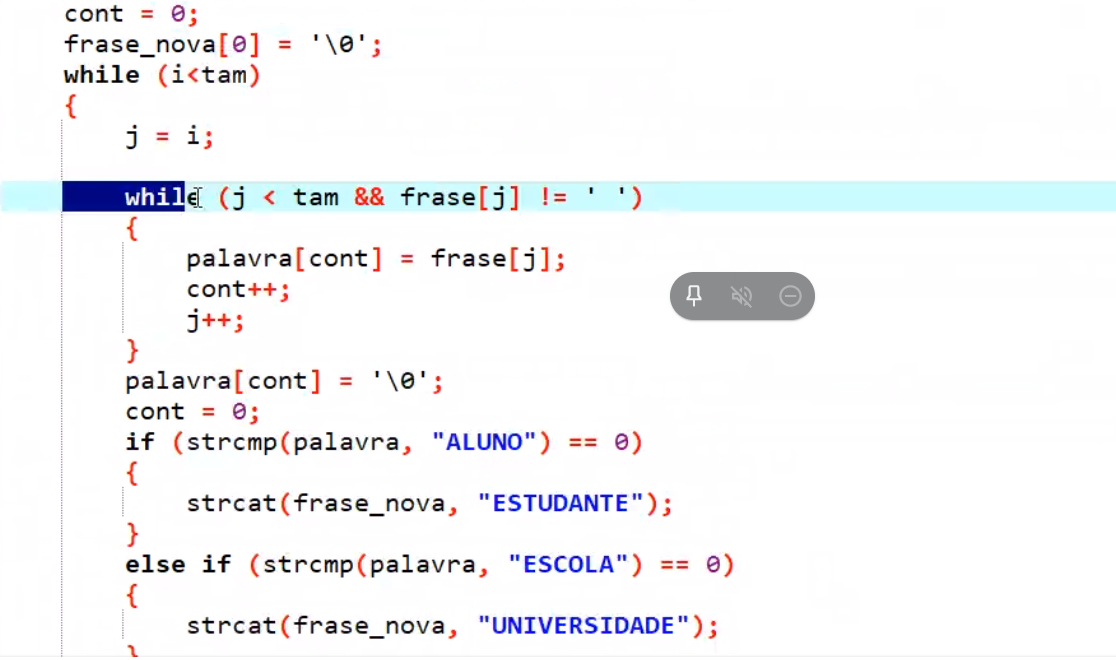 cont = 0;
frase_nova[0] = '\0';
while (i<tam)
{
j = i;
while (j < tam && frase[j] != ' ')
{
palavra[cont] = frase[j];
cont++;
j++;
}
palavra[cont] = '\0';
cont = 0;
if (strcmp(palavra, "ALUNO") == 0)
{
strcat(frase_nova, "ESTUDANTE");
}
else if (strcmp(palavra, "ESCOLA") == 0)
{
strcat(frase_nova, "UNIVERSIDADE");
}